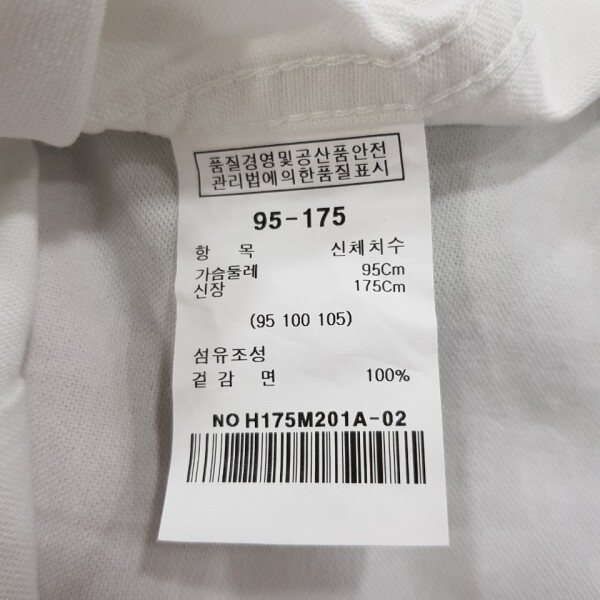 품질경영및공산품안전
관리법에의한품질표시
95-175
항 목 신체치수
가슴둘레 95Cm
신장 175Cm
(95 100 105)
섬유조성
겉감 면 100%
NO H175M201A-02